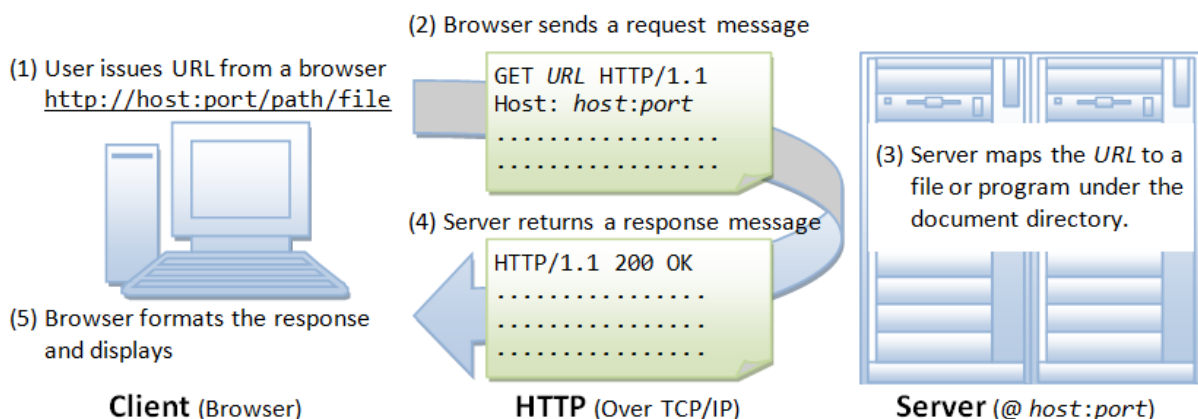 (1) User issues URL from a browser
http://host:port/path/file
(2) Browser sends a request message
GET URL HTTP/1.1
Host: host:port
.................
.................
(3) Server maps the URL to a
file or program under the
document directory.
(4) Server returns a response message
HTTP/1.1 200 OK
................
................
................
(5) Browser formats the response
and displays
Client (Browser)
HTTP (Over TCP/IP)
Server (@ host:port)